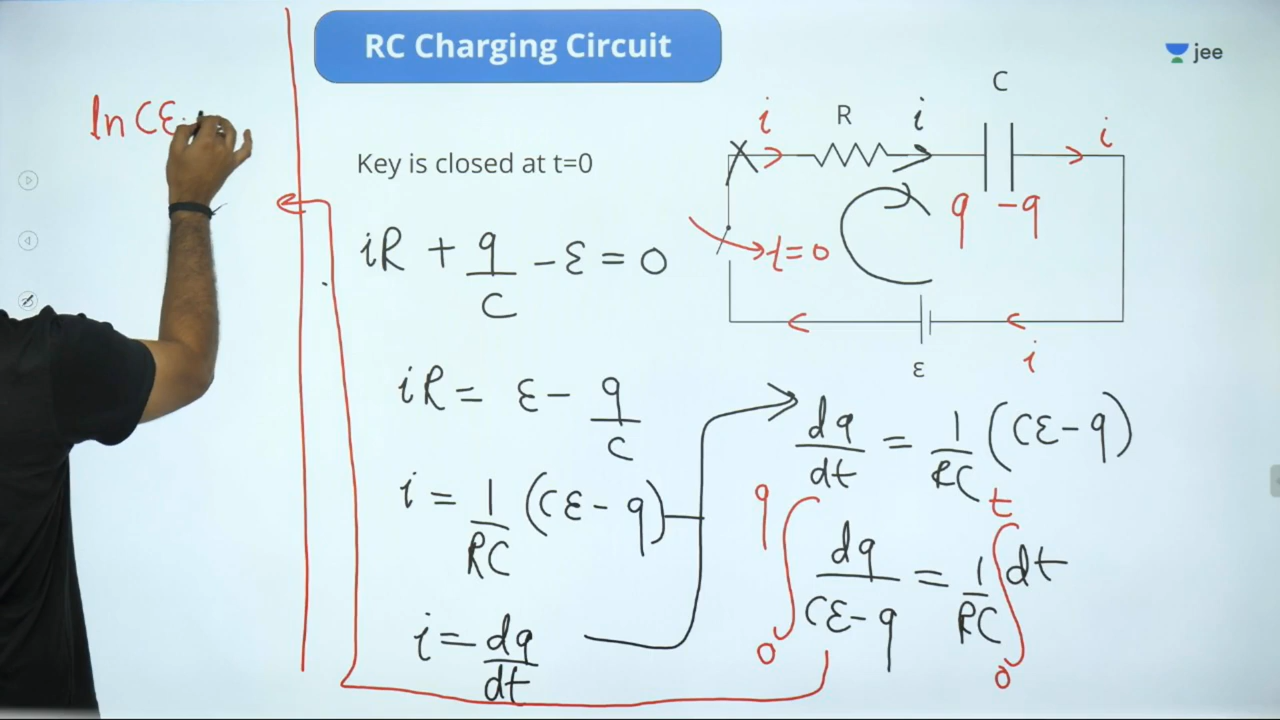 RC Charging Circuit
jee
ln CE
Key is closed at t=0
i R i C i
q -q
t=0
ε
i
iR + q/C - ε = 0
iR = ε - q/C
i = 1/RC (Cε - q)
i = dq/dt
dq/dt = 1/RC (Cε - q)
∫₀^q dq/(Cε - q) = 1/RC ∫₀^t dt